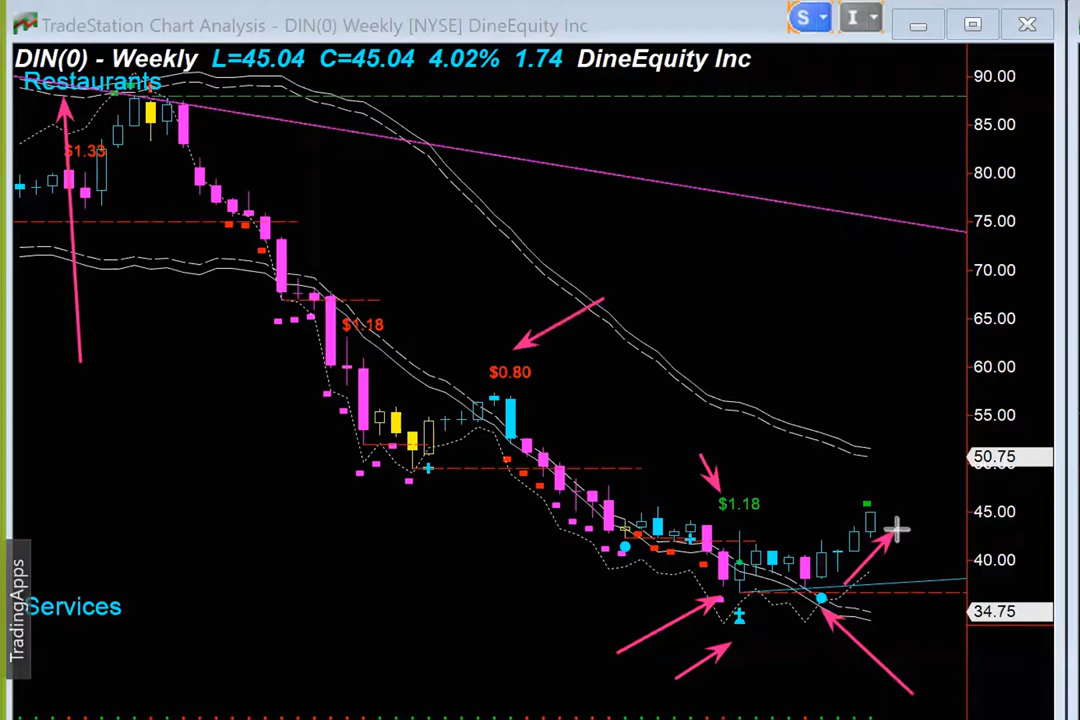 TradeStation Chart Analysis - DIN(0) Weekly [NYSE] DineEquity Inc
S
I
DIN(0) - Weekly L=45.04 C=45.04 4.02% 1.74 DineEquity Inc
Restaurants
90.00
85.00
$1.33
80.00
75.00
70.00
65.00
$1.18
60.00
$0.80
55.00
50.75
$1.18
45.00
40.00
34.75
Services
TradingApps